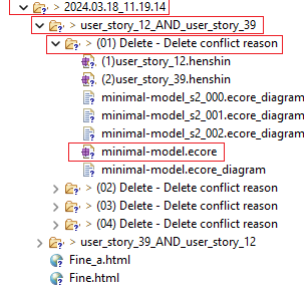 > 2024.03.18_11.19.14
> user_story_12_AND_user_story_39
> (01) Delete - Delete conflict reason
(1)user_story_12.henshin
(2)user_story_39.henshin
minimal-model_s2_000.ecore_diagram
minimal-model_s2_001.ecore_diagram
minimal-model_s2_002.ecore_diagram
minimal-model.ecore
minimal-model.ecore_diagram
> (02) Delete - Delete conflict reason
> (03) Delete - Delete conflict reason
> (04) Delete - Delete conflict reason
> user_story_39_AND_user_story_12
Fine_a.html
Fine.html